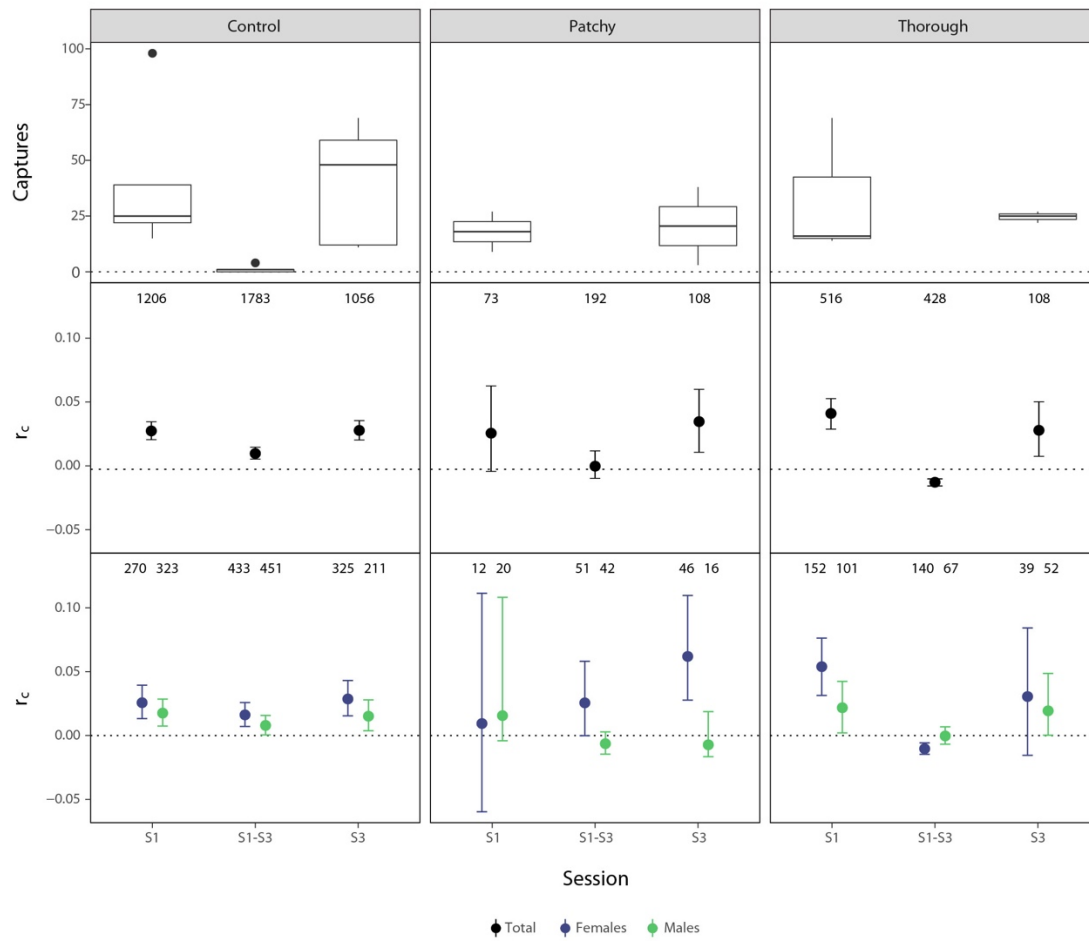 Control Patchy Thorough
Captures
100
75
50
25
0
1206 1783 1056 73 192 108 516 428 108
r_c
0.10
0.05
0.00
−0.05
270 323 433 451 325 211 12 20 51 42 46 16 152 101 140 67 39 52
r_c
0.10
0.05
0.00
−0.05
S1 S1-S3 S3 S1 S1-S3 S3 S1 S1-S3 S3
Session
Total Females Males